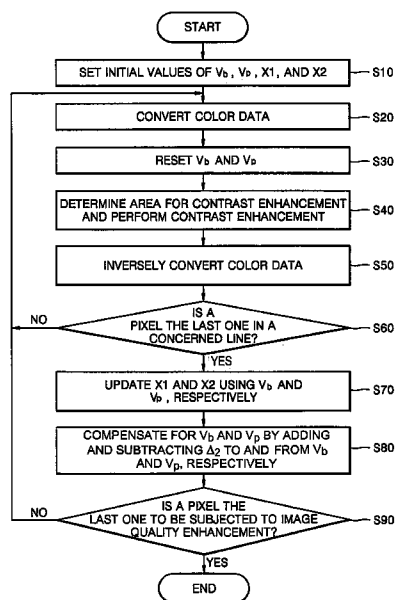 START
SET INITIAL VALUES OF Vb , Vp , X1, AND X2
S10
CONVERT COLOR DATA
S20
RESET Vb AND Vp
S30
DETERMINE AREA FOR CONTRAST ENHANCEMENT
AND PERFORM CONTRAST ENHANCEMENT
S40
INVERSELY CONVERT COLOR DATA
S50
IS A
PIXEL THE LAST ONE IN A
CONCERNED LINE?
S60
NO
YES
UPDATE X1 AND X2 USING Vb AND
Vp , RESPECTIVELY
S70
COMPENSATE FOR Vb AND Vp BY ADDING
AND SUBTRACTING Δ2 TO AND FROM Vb
AND Vp, RESPECTIVELY
S80
IS A PIXEL THE
LAST ONE TO BE SUBJECTED TO IMAGE
QUALITY ENHANCEMENT?
S90
NO
YES
END